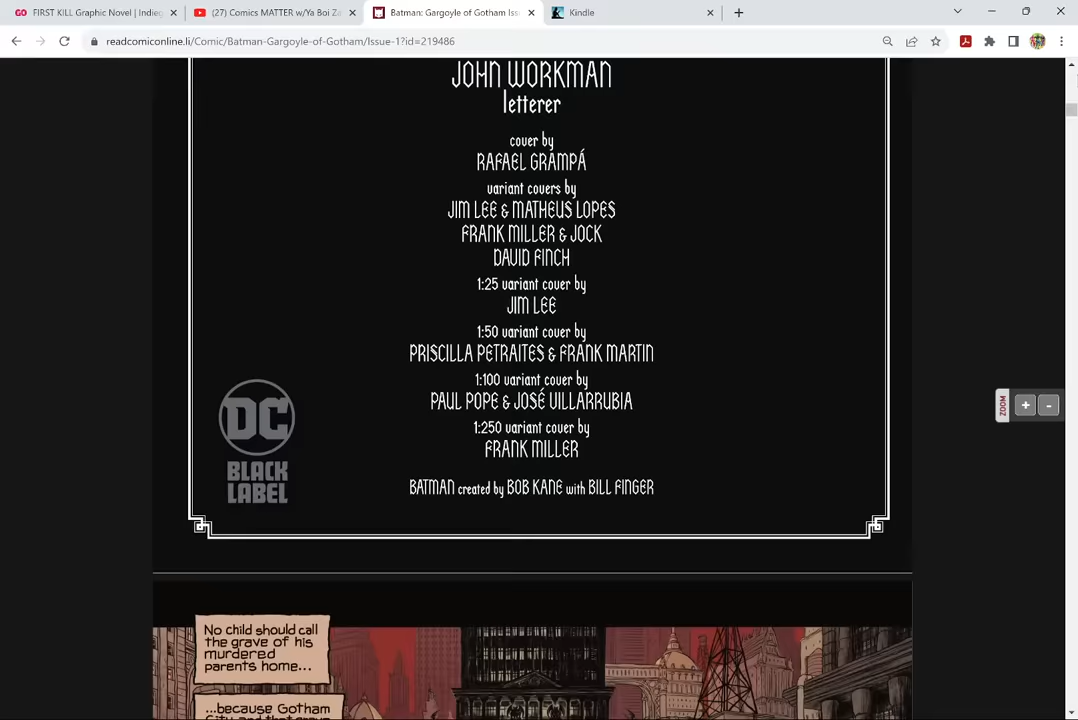 FIRST KILL Graphic Novel | Indieg
(27) Comics MATTER w/Ya Boi Za
Batman: Gargoyle of Gotham Iss
Kindle
readcomiconline.li/Comic/Batman-Gargoyle-of-Gotham/Issue-1?id=219486
JOHN WORKMAN
letterer
cover by
RAFAEL GRAMPÁ
variant covers by
JIM LEE & MATHEUS LOPES
FRANK MILLER & JOCK
DAVID FINCH
1:25 variant cover by
JIM LEE
1:50 variant cover by
PRISCILLA PETRAITES & FRANK MARTIN
1:100 variant cover by
PAUL POPE & JOSÉ VILLARRUBIA
1:250 variant cover by
FRANK MILLER
BATMAN created by BOB KANE with BILL FINGER
DC
BLACK
LABEL
ZOOM
+ -
No child should call
the grave of his
murdered
parents home...
...because Gotham